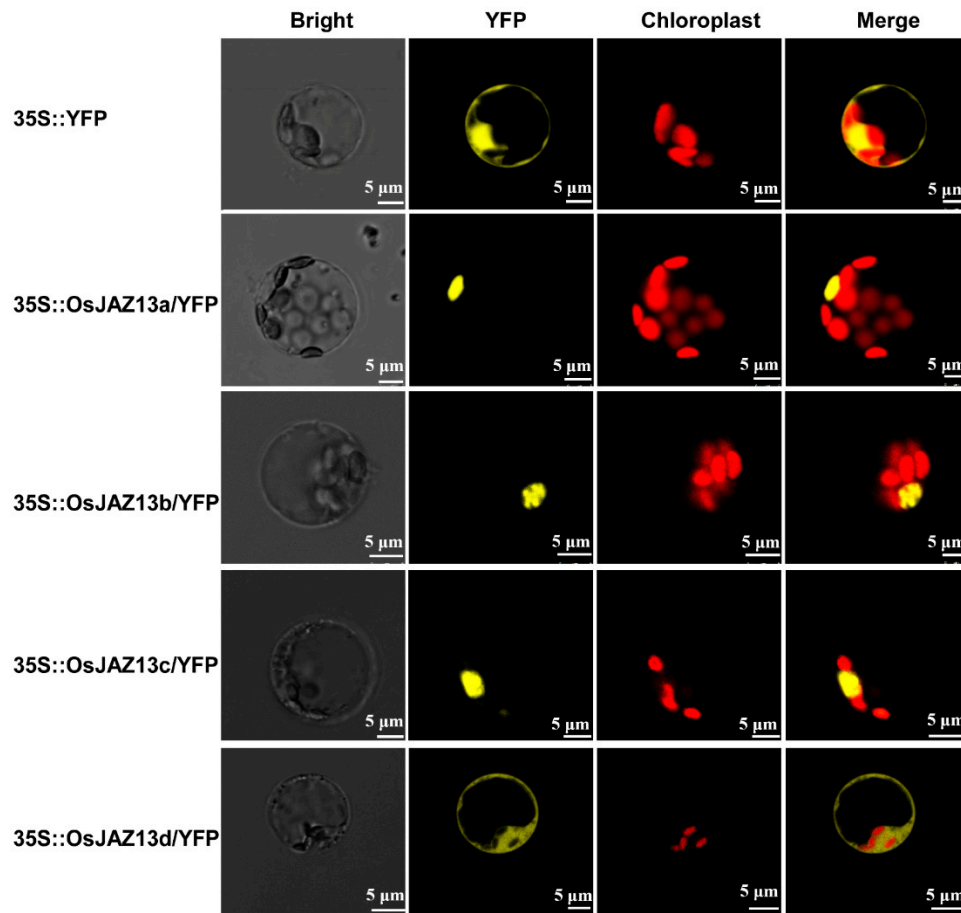 Bright YFP Chloroplast Merge
35S::YFP
5 µm 5 µm 5 µm 5 µm
35S::OsJAZ13a/YFP
5 µm 5 µm 5 µm 5 µm
35S::OsJAZ13b/YFP
5 µm 5 µm 5 µm 5 µm
35S::OsJAZ13c/YFP
5 µm 5 µm 5 µm 5 µm
35S::OsJAZ13d/YFP
5 µm 5 µm 5 µm 5 µm